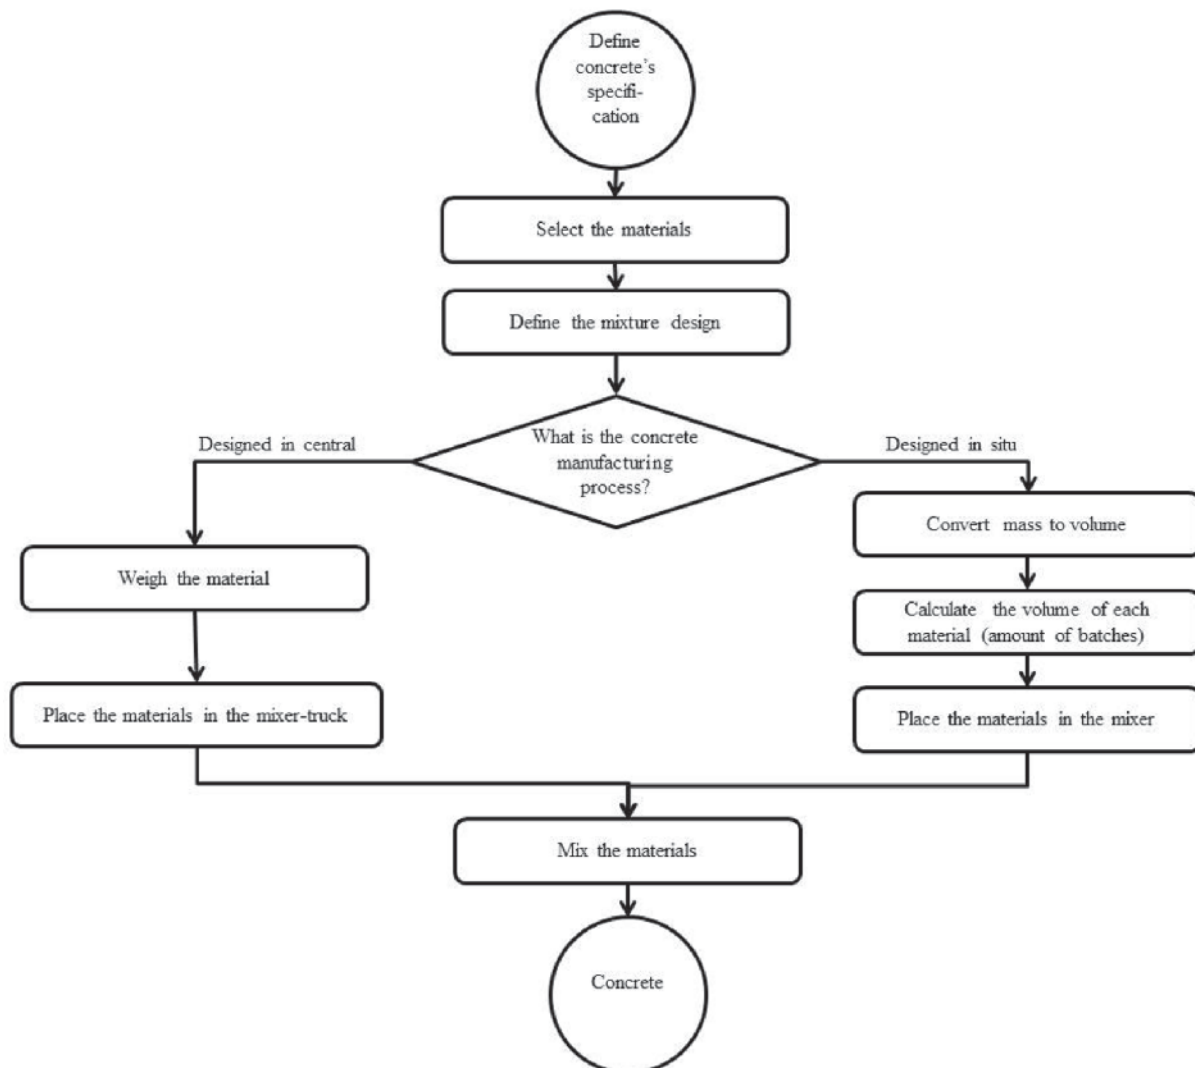 Define
concrete's
specifi-
cation
Select the materials
Define the mixture design
What is the concrete
manufacturing
process?
Designed in central
Designed in situ
Weigh the material
Place the materials in the mixer-truck
Convert mass to volume
Calculate the volume of each
material (amount of batches)
Place the materials in the mixer
Mix the materials
Concrete